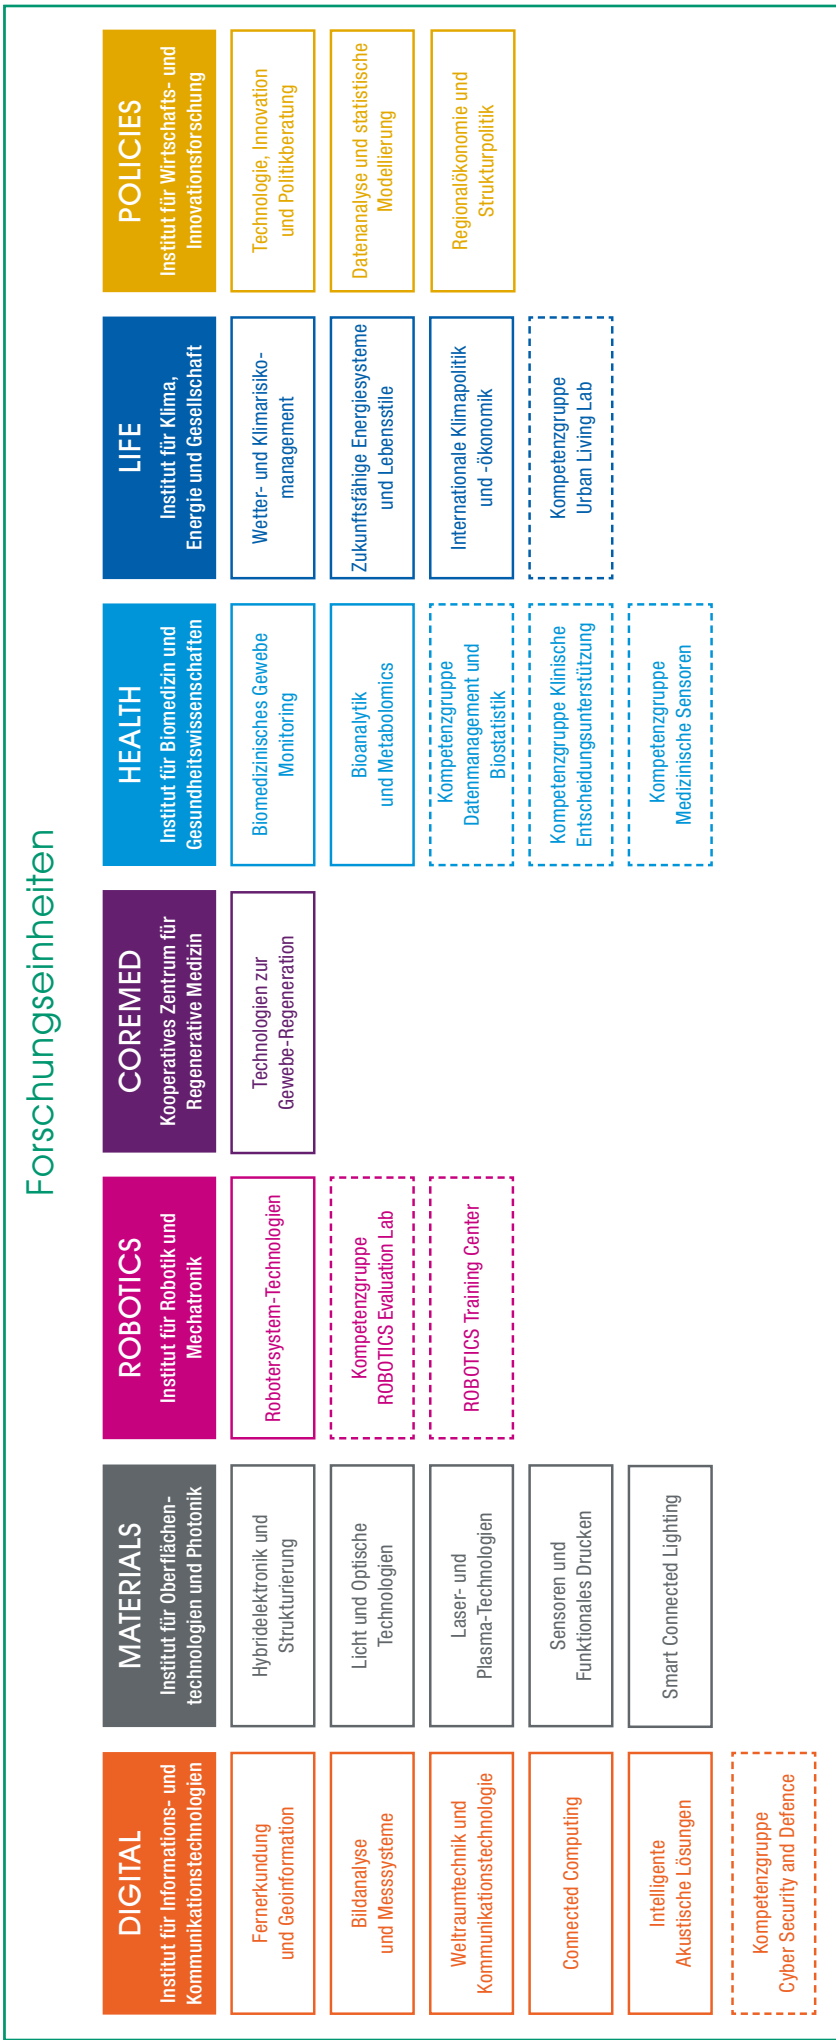 Forschungseinheiten
DIGITAL
Institut für Informations- und
Kommunikationstechnologien
Fernerkundung
und Geoinformation
Bildanalyse
und Messsysteme
Weltraumtechnik und
Kommunikationstechnologie
Connected Computing
Intelligente
Akustische Lösungen
Kompetenzgruppe
Cyber Security and Defence
MATERIALS
Institut für Oberflächen-
technologien und Photonik
Hybridelektronik und
Strukturierung
Licht und Optische
Technologien
Laser- und
Plasma-Technologien
Sensoren und
Funktionales Drucken
Smart Connected Lighting
ROBOTICS
Institut für Robotik und
Mechatronik
Robotersystem-Technologien
Kompetenzgruppe
ROBOTICS Evaluation Lab
ROBOTICS Training Center
COREMED
Kooperatives Zentrum für
Regenerative Medizin
Technologien zur
Gewebe-Regeneration
HEALTH
Institut für Biomedizin und
Gesundheitswissenschaften
Biomedizinisches Gewebe
Monitoring
Bioanalytik
und Metabolomics
Kompetenzgruppe
Datenmanagement und
Biostatistik
Kompetenzgruppe Klinische
Entscheidungsunterstützung
Kompetenzgruppe
Medizinische Sensoren
LIFE
Institut für Klima,
Energie und Gesellschaft
Wetter- und Klimarisiko-
management
Zukunftsfähige Energiesysteme
und Lebensstile
Internationale Klimapolitik
und -ökonomik
Kompetenzgruppe
Urban Living Lab
POLICIES
Institut für Wirtschafts- und
Innovationsforschung
Technologie, Innovation
und Politikberatung
Datenanalyse und statistische
Modellierung
Regionalökonomie und
Strukturpolitik